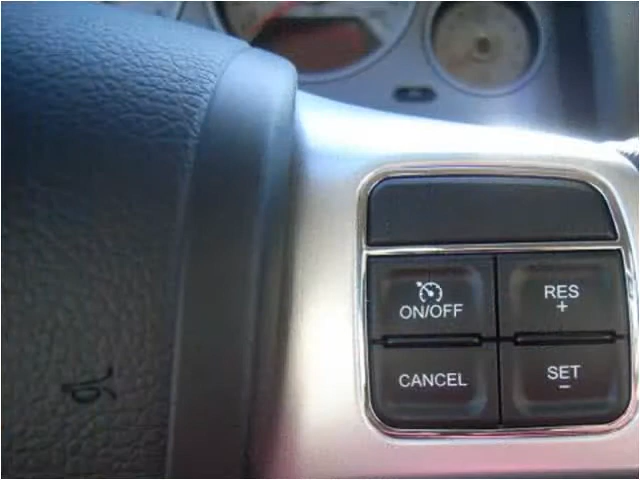 ON/OFF
RES
+
CANCEL
SET
-